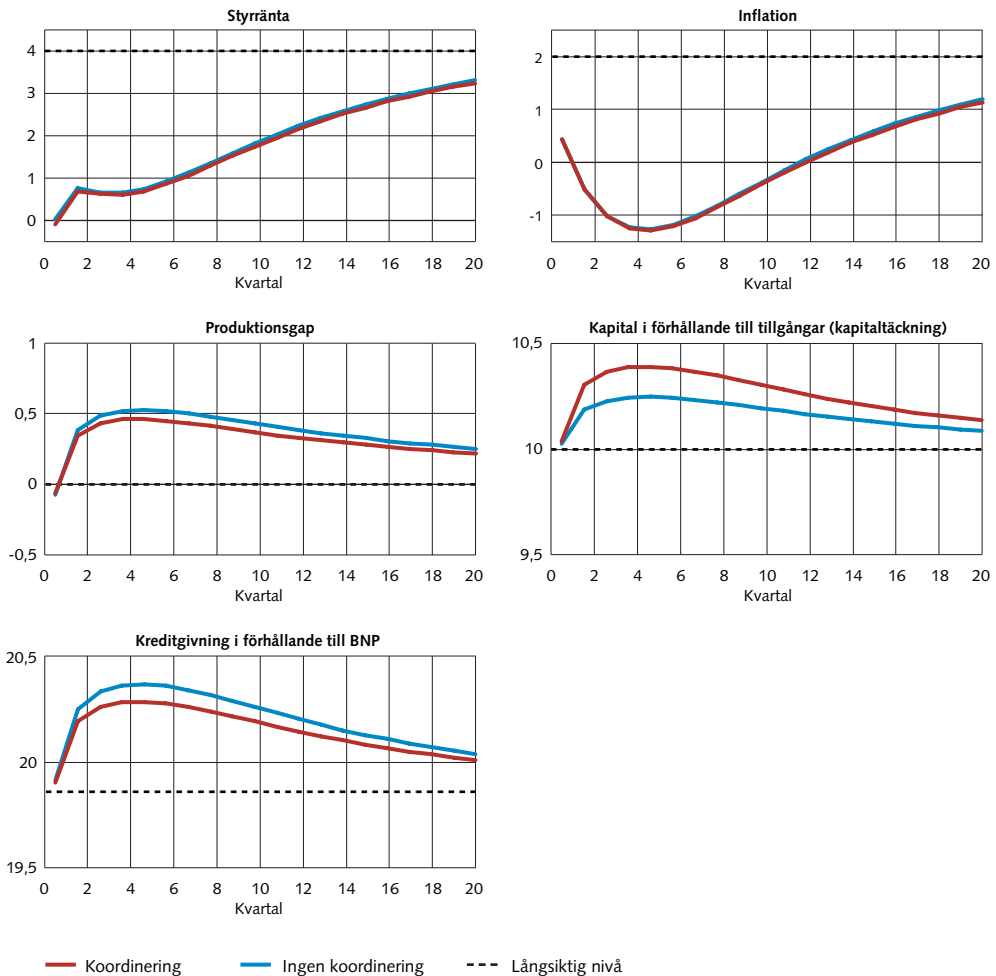 Styrränta
4
3
2
1
0
0 2 4 6 8 10 12 14 16 18 20
Kvartal
Inflation
2
1
0
-1
0 2 4 6 8 10 12 14 16 18 20
Kvartal
Produktionsgap
1
0,5
0
-0,5
0 2 4 6 8 10 12 14 16 18 20
Kvartal
Kapital i förhållande till tillgångar (kapitaltäckning)
10,5
10
9,5
0 2 4 6 8 10 12 14 16 18 20
Kvartal
Kreditgivning i förhållande till BNP
20,5
20
19,5
0 2 4 6 8 10 12 14 16 18 20
Kvartal
Koordinering Ingen koordinering Långsiktig nivå